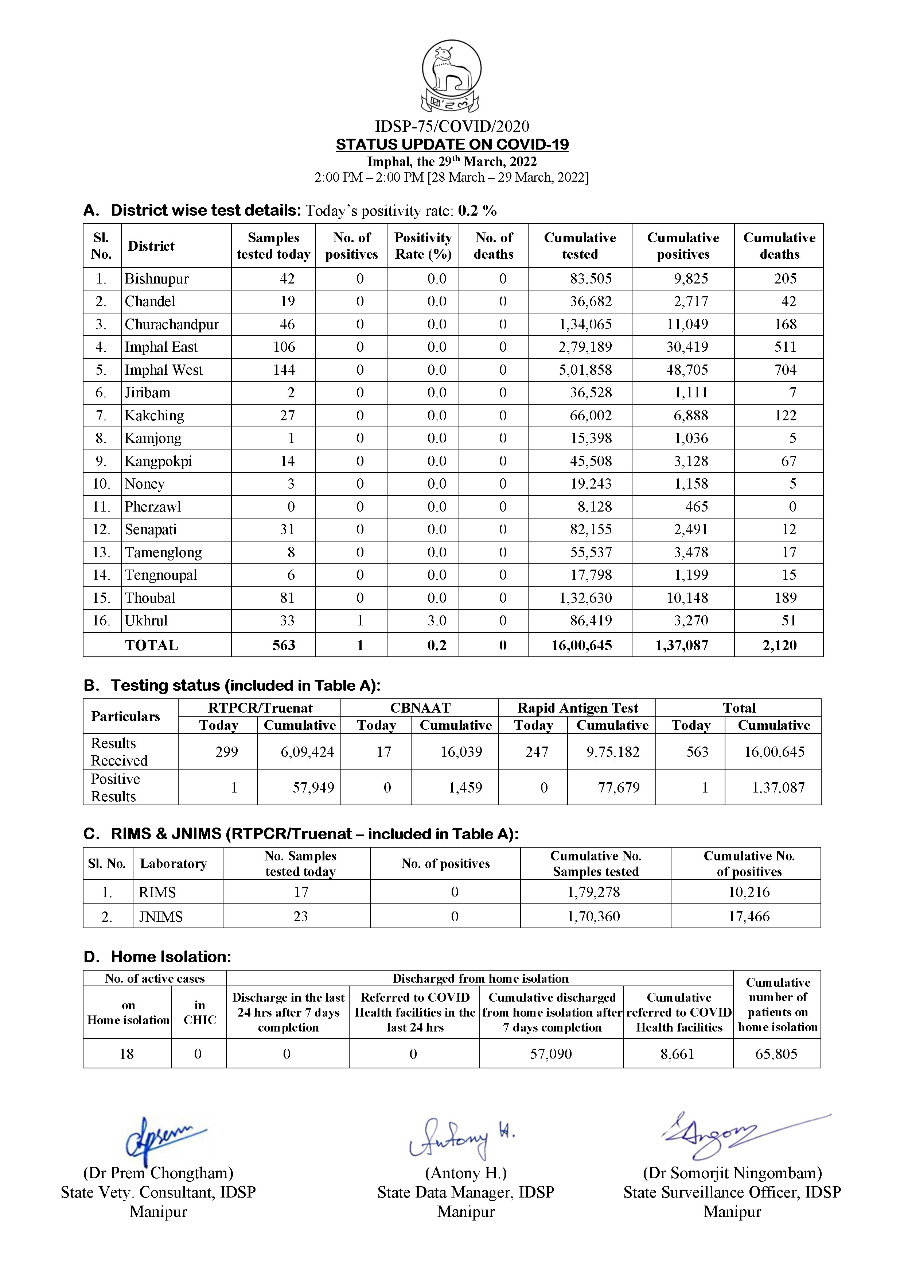 IDSP-75/COVID/2020
STATUS UPDATE ON COVID-19
Imphal, the 29th March, 2022
2:00 PM – 2:00 PM [28 March – 29 March, 2022]
A. District wise test details: Today's positivity rate: 0.2 %
Sl. No. District Samples tested today No. of positives Positivity Rate (%) No. of deaths Cumulative tested Cumulative positives Cumulative deaths
1. Bishnupur 42 0 0.0 0 83,505 9,825 205
2. Chandel 19 0 0.0 0 36,682 2,717 42
3. Churachandpur 46 0 0.0 0 1,34,065 11,049 168
4. Imphal East 106 0 0.0 0 2,79,189 30,419 511
5. Imphal West 144 0 0.0 0 5,01,858 48,705 704
6. Jiribam 2 0 0.0 0 36,528 1,111 7
7. Kakching 27 0 0.0 0 66,002 6,888 122
8. Kamjong 1 0 0.0 0 15,398 1,036 5
9. Kangpokpi 14 0 0.0 0 45,508 3,128 67
10. Noney 3 0 0.0 0 19,243 1,158 5
11. Pherzawl 0 0 0.0 0 8,128 465 0
12. Senapati 31 0 0.0 0 82,155 2,491 12
13. Tamenglong 8 0 0.0 0 55,537 3,478 17
14. Tengnoupal 6 0 0.0 0 17,798 1,199 15
15. Thoubal 81 0 0.0 0 1,32,630 10,148 189
16. Ukhrul 33 1 3.0 0 86,419 3,270 51
TOTAL 563 1 0.2 0 16,00,645 1,37,087 2,120
B. Testing status (included in Table A):
Particulars RTPCR/Truenat CBNAAT Rapid Antigen Test Total
Today Cumulative Today Cumulative Today Cumulative Today Cumulative
Results Received 299 6,09,424 17 16,039 247 9,75,182 563 16,00,645
Positive Results 1 57,949 0 1,459 0 77,679 1 1,37,087
C. RIMS & JNIMS (RTPCR/Truenat – included in Table A):
Sl. No. Laboratory No. Samples tested today No. of positives Cumulative No. Samples tested Cumulative No. of positives
1. RIMS 17 0 1,79,278 10,216
2. JNIMS 23 0 1,70,360 17,466
D. Home Isolation:
No. of active cases Discharged from home isolation Cumulative number of patients on home isolation
on Home isolation in CHIC Discharge in the last 24 hrs after 7 days completion Referred to COVID Health facilities in the last 24 hrs Cumulative discharged from home isolation after 7 days completion Cumulative referred to COVID Health facilities
18 0 0 0 57,090 8,661 65,805
Antony H.
(Dr Prem Chongtham) (Antony H.) (Dr Somorjit Ningombam)
State Vety. Consultant, IDSP State Data Manager, IDSP State Surveillance Officer, IDSP
Manipur Manipur Manipur